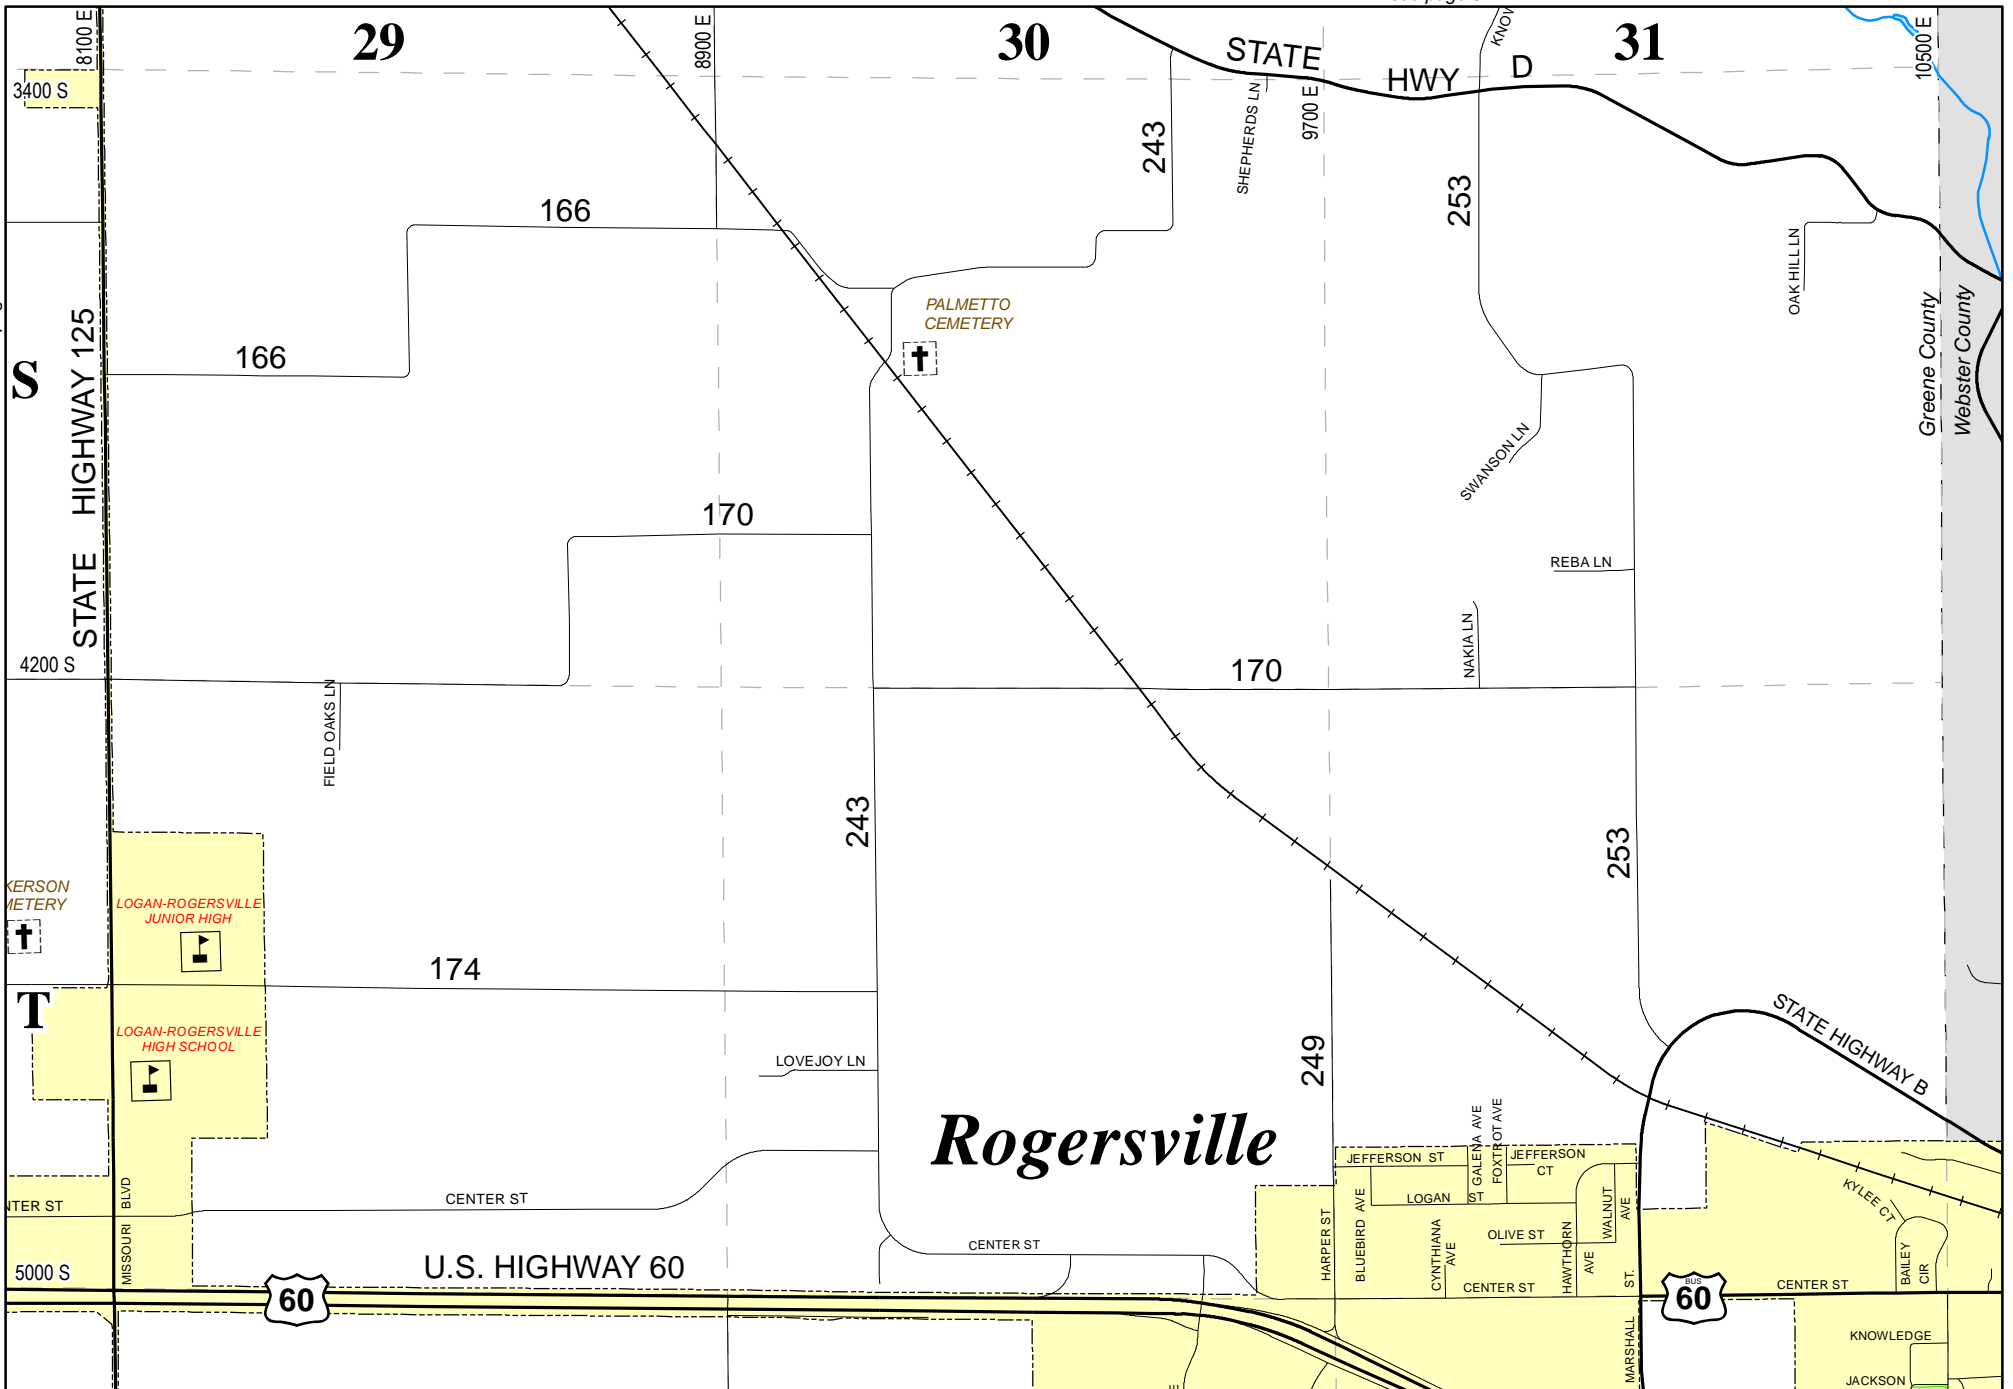 29
30
31
8100 E
8900 E
9700 E
10500 E
STATE
HWY
D
3400 S
243
SHEPHERDS LN
253
166
OAK HILL LN
PALMETTO
CEMETERY
STATE HIGHWAY 125
166
S
Greene County
Webster County
SWANSON LN
170
REBA LN
NAKIA LN
4200 S
170
FIELD OAKS LN
243
253
KERSON
METERY
LOGAN-ROGERSVILLE
JUNIOR HIGH
174
T
LOGAN-ROGERSVILLE
HIGH SCHOOL
STATE HIGHWAY B
249
LOVEJOY LN
Rogersville
GALENA AVE
FOXTROT AVE
JEFFERSON ST
JEFFERSON
CT
LOGAN ST
BLUEBIRD AVE
HARPER ST
WALNUT
AVE
KYLEE CT
MISSOURI BLVD
CENTER ST
NTER ST
CENTER ST
OLIVE ST
CYNTHIANA
AVE
HAWTHORN
AVE
BAILEY
CIR
U.S. HIGHWAY 60
5000 S
60
CENTER ST
BUS
60
CENTER ST
MARSHALL ST.
KNOWLEDGE
JACKSON